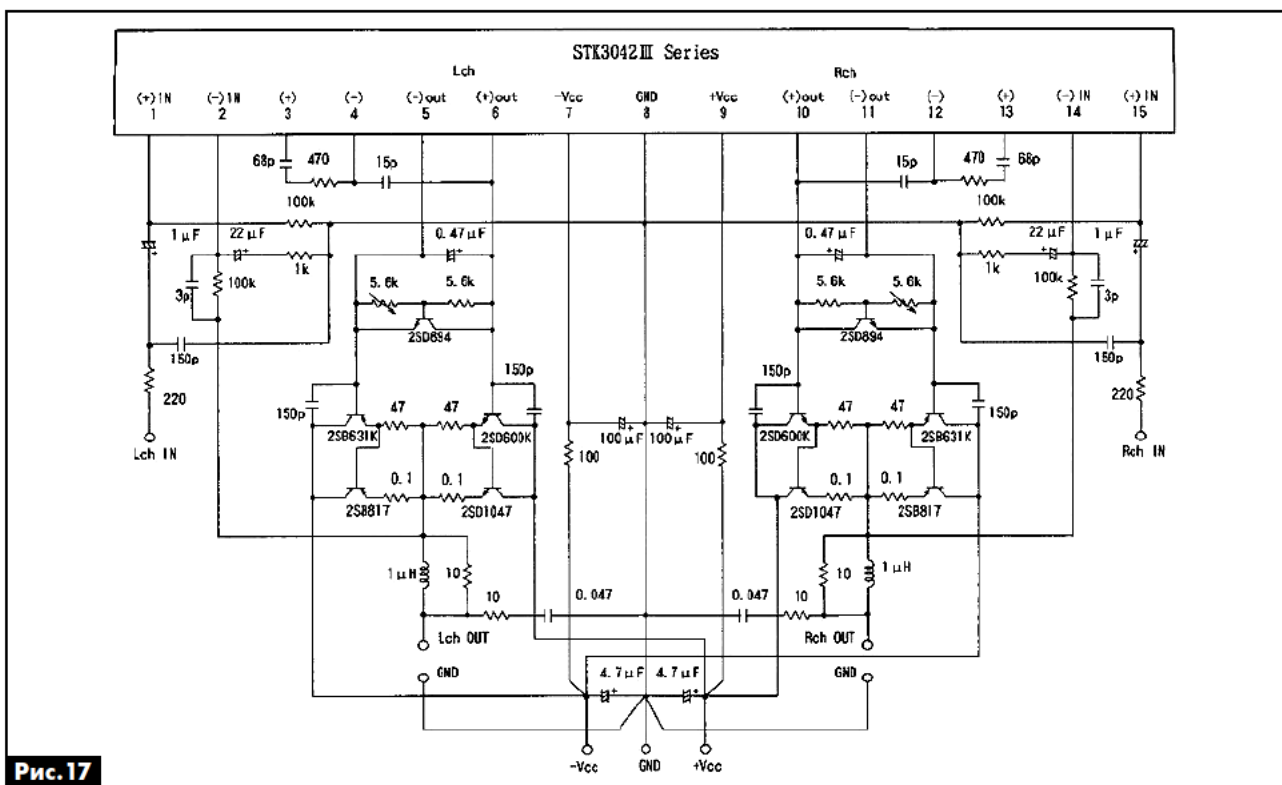 STK3042Ⅲ Series
Lch Rch
(+)IN (-)IN (+) (-) (-)out (+)out -Vcc GND +Vcc (+)out (-)out (-) (+) (-)IN (+)IN
1 2 3 4 5 6 7 8 9 10 11 12 13 14 15
68p 470 15p 15p 470 68p
100k 100k
1μF 22μF 0.47μF 0.47μF 22μF 1μF
1k 1k
3p 100k 5.6k 5.6k 5.6k 5.6k 100k 3p
2SD894 2SD894
150p 150p
150p 150p
220 150p 47 47 47 47 150p 220
2SB631K 2SD600K 2SD600K 2SB631K
100μF 100μF
Lch IN 100 100 Rch IN
0.1 0.1 0.1 0.1
2SB817 2SD1047 2SD1047 2SB817
1μH 10 10 1μH
10 0.047 0.047 10
Lch OUT Rch OUT
GND 4.7μF 4.7μF GND
-Vcc GND +Vcc
Рис.17